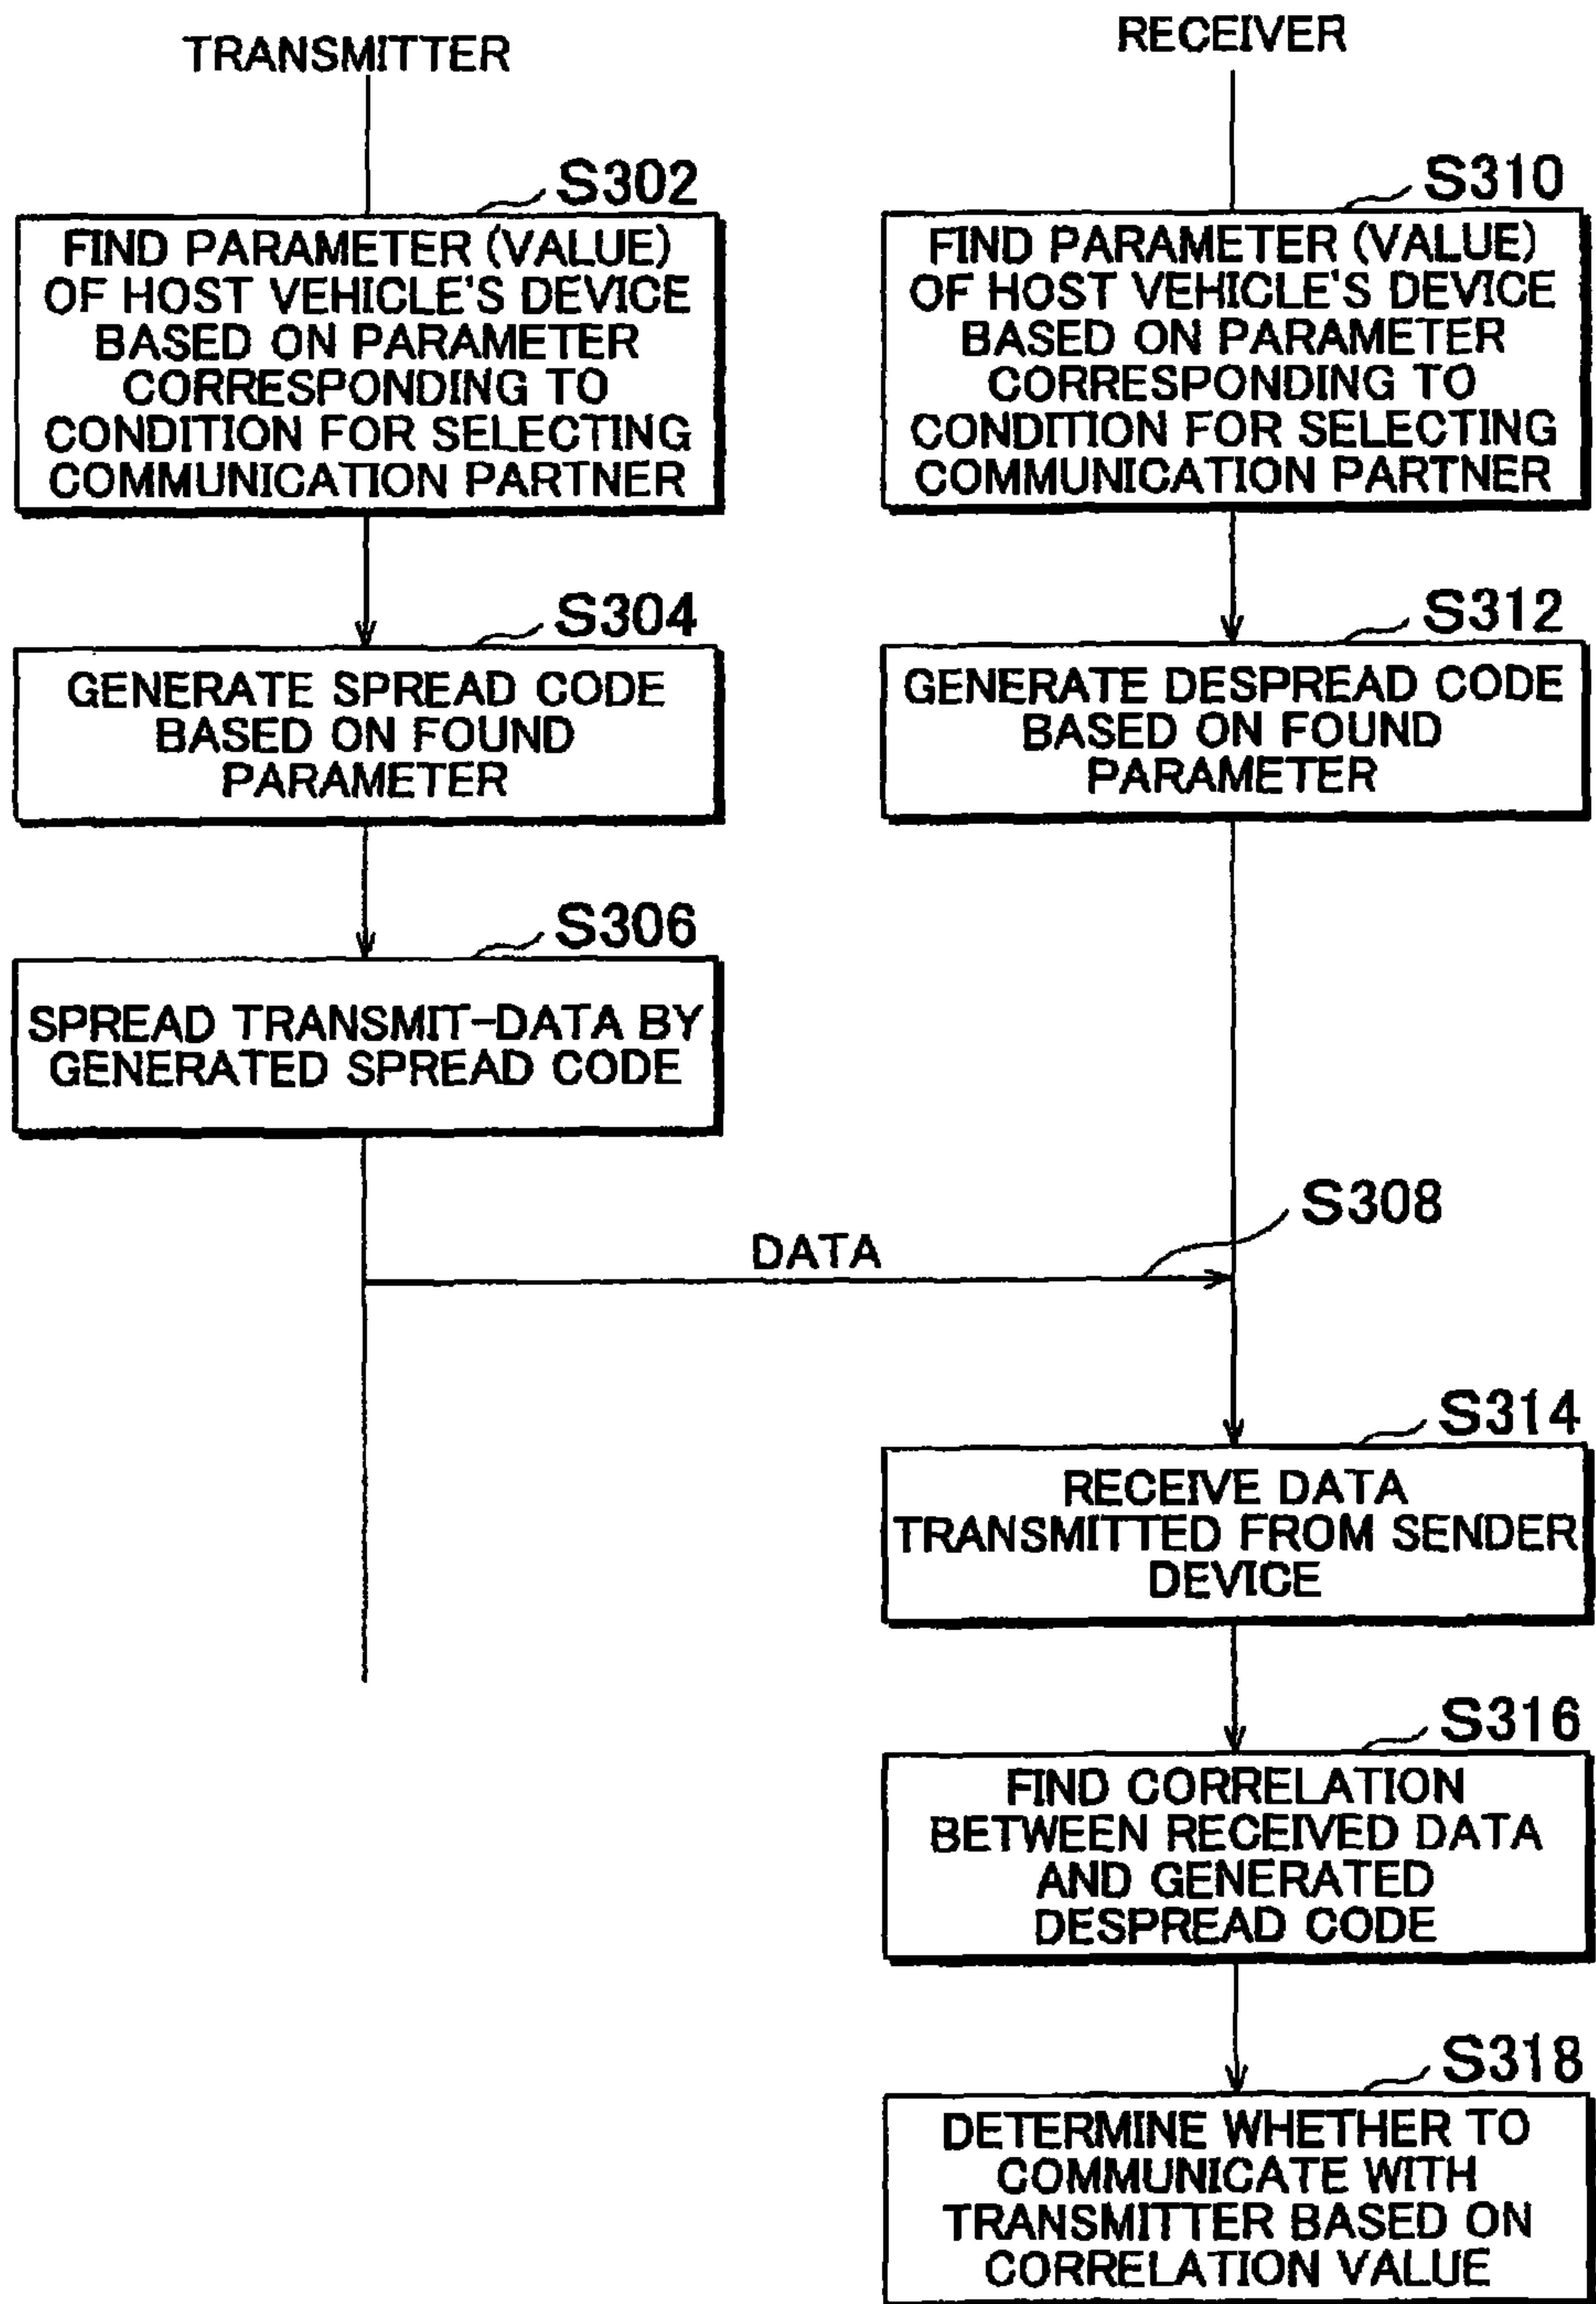 TRANSMITTER
RECEIVER
S302
FIND PARAMETER (VALUE)
OF HOST VEHICLE'S DEVICE
BASED ON PARAMETER
CORRESPONDING TO
CONDITION FOR SELECTING
COMMUNICATION PARTNER
S310
FIND PARAMETER (VALUE)
OF HOST VEHICLE'S DEVICE
BASED ON PARAMETER
CORRESPONDING TO
CONDITION FOR SELECTING
COMMUNICATION PARTNER
S304
GENERATE SPREAD CODE
BASED ON FOUND
PARAMETER
S312
GENERATE DESPREAD CODE
BASED ON FOUND
PARAMETER
S306
SPREAD TRANSMIT-DATA BY
GENERATED SPREAD CODE
S308
DATA
S314
RECEIVE DATA
TRANSMITTED FROM SENDER
DEVICE
S316
FIND CORRELATION
BETWEEN RECEIVED DATA
AND GENERATED
DESPREAD CODE
S318
DETERMINE WHETHER TO
COMMUNICATE WITH
TRANSMITTER BASED ON
CORRELATION VALUE